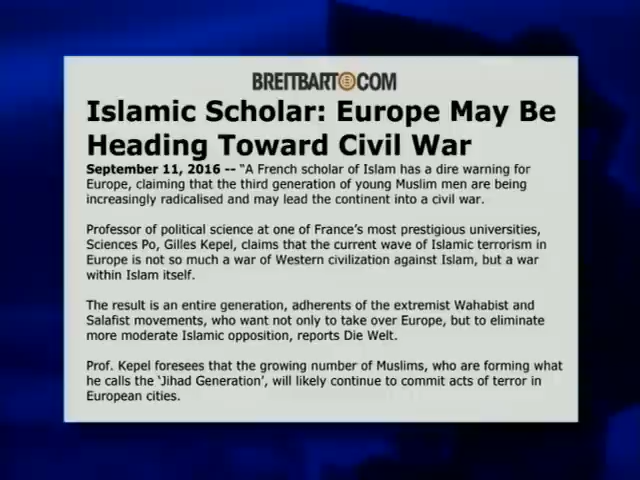 BREITBART.COM
Islamic Scholar: Europe May Be
Heading Toward Civil War
September 11, 2016 -- "A French scholar of Islam has a dire warning for
Europe, claiming that the third generation of young Muslim men are being
increasingly radicalised and may lead the continent into a civil war.
Professor of political science at one of France's most prestigious universities,
Sciences Po, Gilles Kepel, claims that the current wave of Islamic terrorism in
Europe is not so much a war of Western civilization against Islam, but a war
within Islam itself.
The result is an entire generation, adherents of the extremist Wahabist and
Salafist movements, who want not only to take over Europe, but to eliminate
more moderate Islamic opposition, reports Die Welt.
Prof. Kepel foresees that the growing number of Muslims, who are forming what
he calls the 'Jihad Generation', will likely continue to commit acts of terror in
European cities.